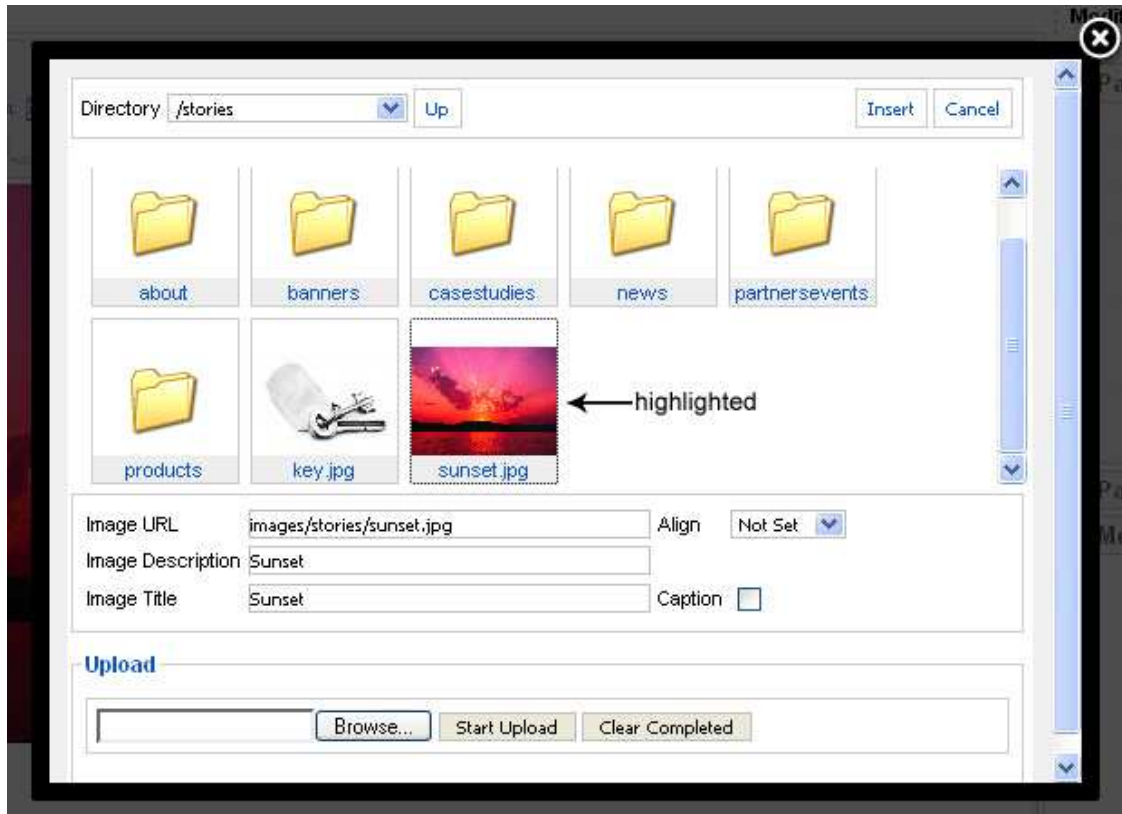 Directory /stories Up Insert Cancel
about banners casestudies news partnersevents
products key.jpg sunset.jpg
highlighted
Image URL images/stories/sunset.jpg Align Not Set
Image Description Sunset
Image Title Sunset Caption
Upload
Browse... Start Upload Clear Completed